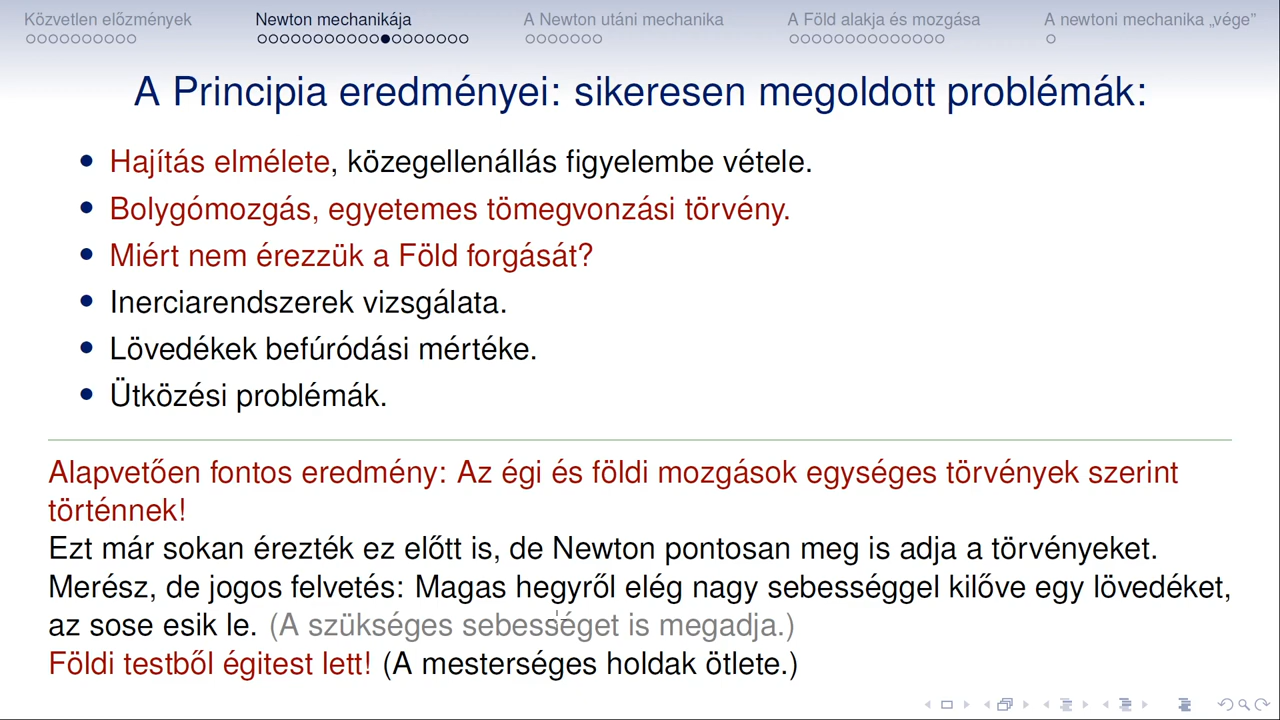 Közvetlen előzmények
Newton mechanikája
A Newton utáni mechanika
A Föld alakja és mozgása
A newtoni mechanika „vége”
A Principia eredményei: sikeresen megoldott problémák:
Hajítás elmélete, közegellenállás figyelembe vétele.
Bolygómozgás, egyetemes tömegvonzási törvény.
Miért nem érezzük a Föld forgását?
Inerciarendszerek vizsgálata.
Lövedékek befúródási mértéke.
Ütközési problémák.
Alapvetően fontos eredmény: Az égi és földi mozgások egységes törvények szerint
történnek!
Ezt már sokan érezték ez előtt is, de Newton pontosan meg is adja a törvényeket.
Merész, de jogos felvetés: Magas hegyről elég nagy sebességgel kilőve egy lövedéket,
az sose esik le. (A szükséges sebességet is megadja.)
Földi testből égitest lett! (A mesterséges holdak ötlete.)